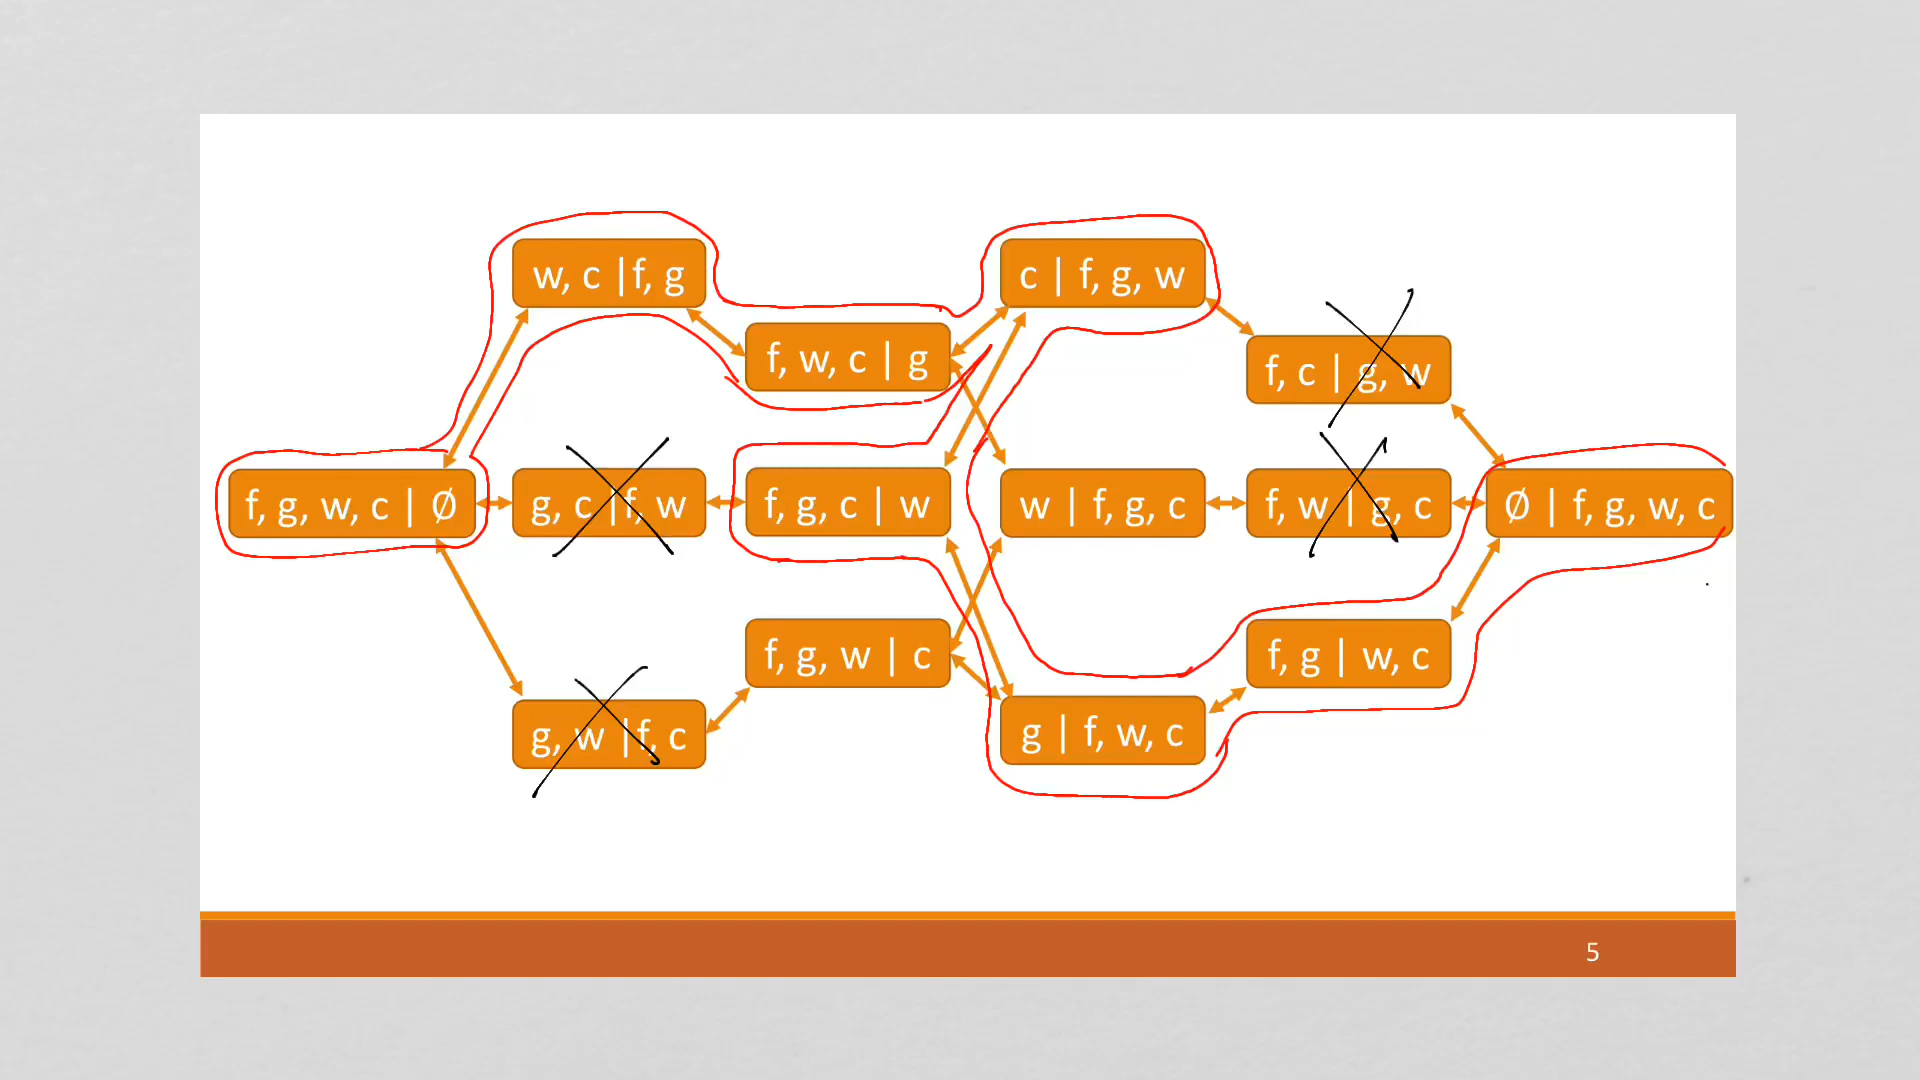 w, c |f, g
c | f, g, w
f, w, c | g
f, c | g, w
f, g, w, c | Ø
g, c |f, w
f, g, c | w
w | f, g, c
f, w | g, c
Ø | f, g, w, c
f, g, w | c
f, g | w, c
g, w |f, c
g | f, w, c
5